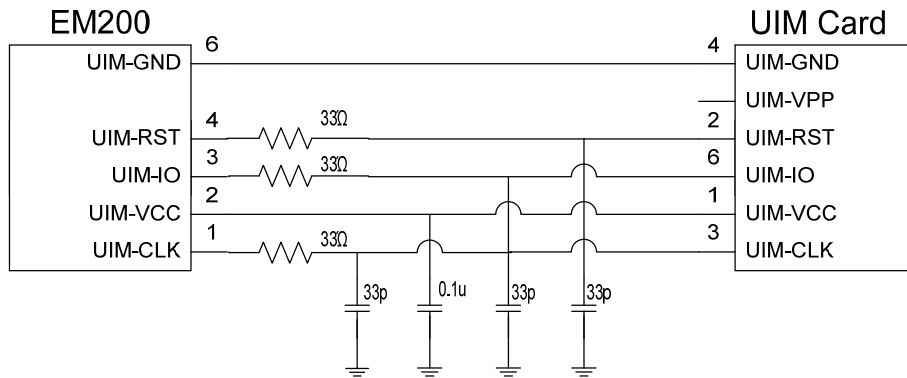 EM200
UIM Card
6
4
UIM-GND
UIM-GND
UIM-VPP
4
33Ω
2
UIM-RST
UIM-RST
3
33Ω
6
UIM-IO
UIM-IO
2
1
UIM-VCC
UIM-VCC
1
33Ω
3
UIM-CLK
UIM-CLK
33p
0.1u
33p
33p